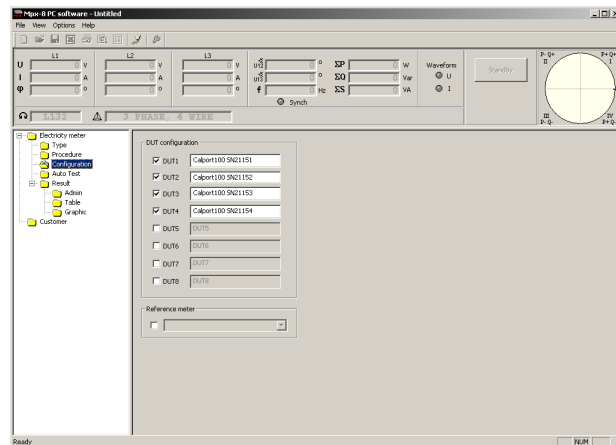 Mpx-8 PC software - Untitled
File View Options Help
L1 L2 L3
U 0 V 0 V 0 V U12 0 ° ΣP 0 W Waveform
I 0 A 0 A 0 A U13 0 ° ΣQ 0 Var U
φ 0 ° 0 ° 0 ° f 0 Hz ΣS 0 VA I
Synch
Standby
P- Q+ P+ Q+
II I
III IV
P- Q- P+ Q-
L132 3 PHASE, 4 WIRE
Electricity meter
Type
Procedure
Configuration
Auto Test
Result
Admin
Table
Graphic
Customer
DUT configuration
DUT1 Calport100 SN21151
DUT2 Calport100 SN21152
DUT3 Calport100 SN21153
DUT4 Calport100 SN21154
DUT5 DUT5
DUT6 DUT6
DUT7 DUT7
DUT8 DUT8
Reference meter
Ready NUM